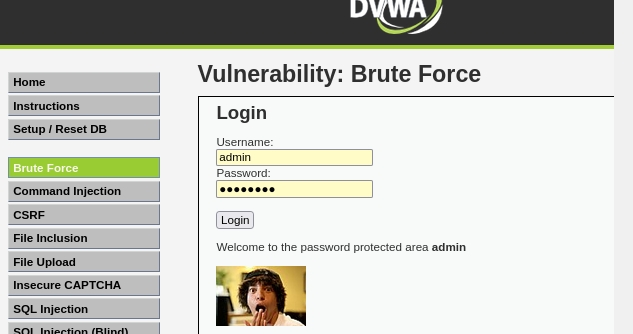 DVWA
Vulnerability: Brute Force
Home
Instructions
Setup / Reset DB
Brute Force
Command Injection
CSRF
File Inclusion
File Upload
Insecure CAPTCHA
SQL Injection
SQL Injection (Blind)
Login
Username:
admin
Password:
●●●●●●●●
Login
Welcome to the password protected area admin